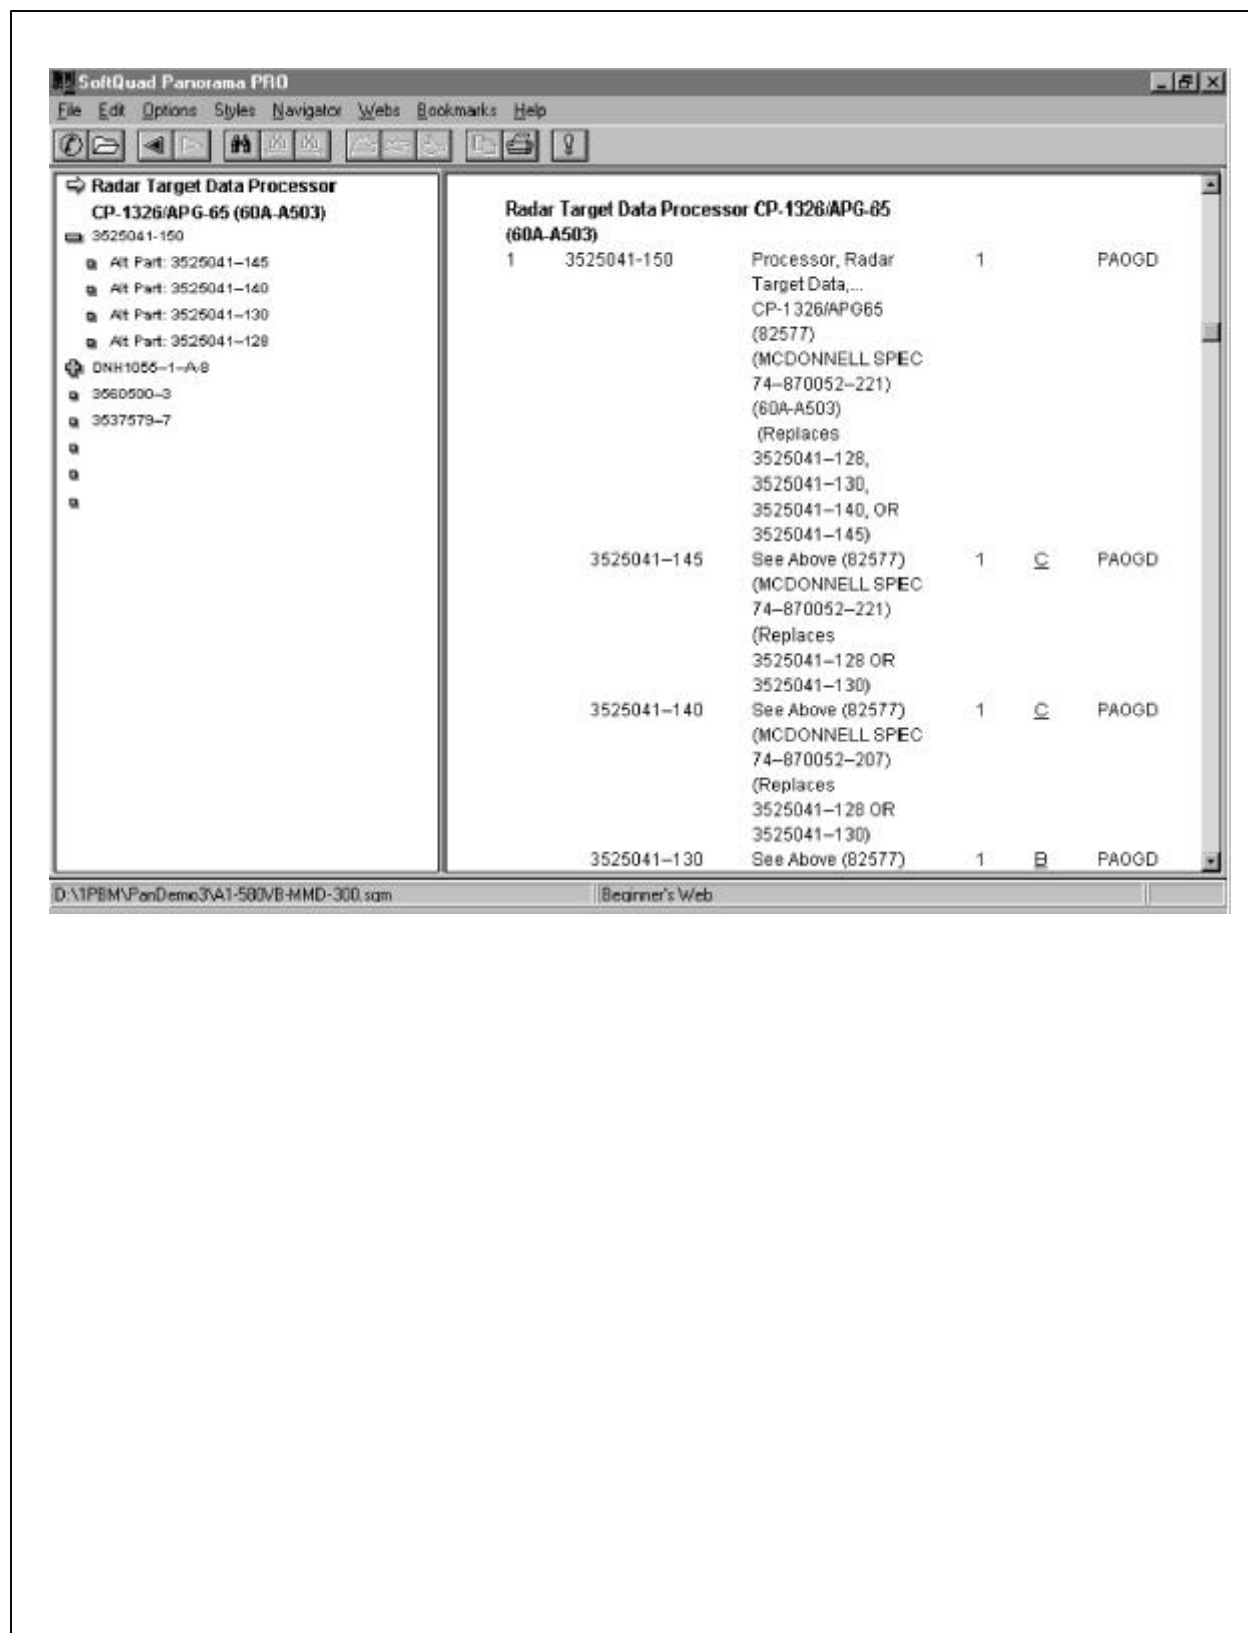 SoftQuad Panorama PRO
File Edit Options Styles Navigator Webs Bookmarks Help
Radar Target Data Processor
CP-1326/APG-65 (60A-A503)
3525041-150
Alt Part: 3525041–145
Alt Part: 3525041–140
Alt Part: 3525041–130
Alt Part: 3525041–128
DNH1055–1–A-8
3560500–3
3537579–7
Radar Target Data Processor CP-1326/APG-65
(60A-A503)
1 3525041-150 Processor, Radar 1 PAOGD
Target Data,...
CP-1326/APG65
(82577)
(MCDONNELL SPEC
74–870052–221)
(60A-A503)
(Replaces
3525041–128,
3525041–130,
3525041–140, OR
3525041–145)
3525041–145 See Above (82577) 1 C PAOGD
(MCDONNELL SPEC
74–870052–221)
(Replaces
3525041–128 OR
3525041–130)
3525041–140 See Above (82577) 1 C PAOGD
(MCDONNELL SPEC
74–870052–207)
(Replaces
3525041–128 OR
3525041–130)
3525041–130 See Above (82577) 1 B PAOGD
D:\1PBM\PanDemo3\A1-580VB-MMD-300.sgm Beginner's Web